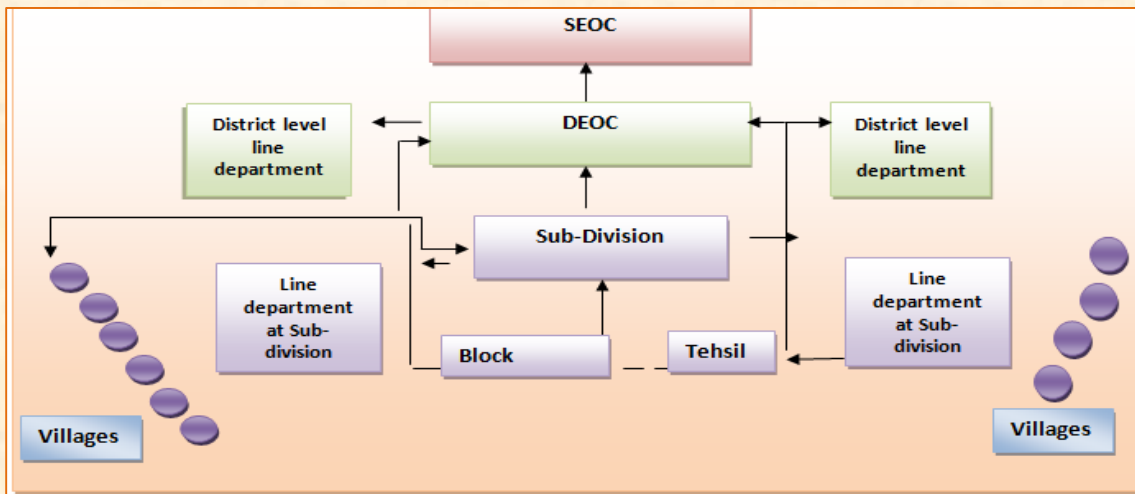 SEOC
DEOC
District level
line
department
District level
line
department
Sub-Division
Line
department
at Sub-
division
Line
department
at Sub-
division
Block
Tehsil
Villages
Villages